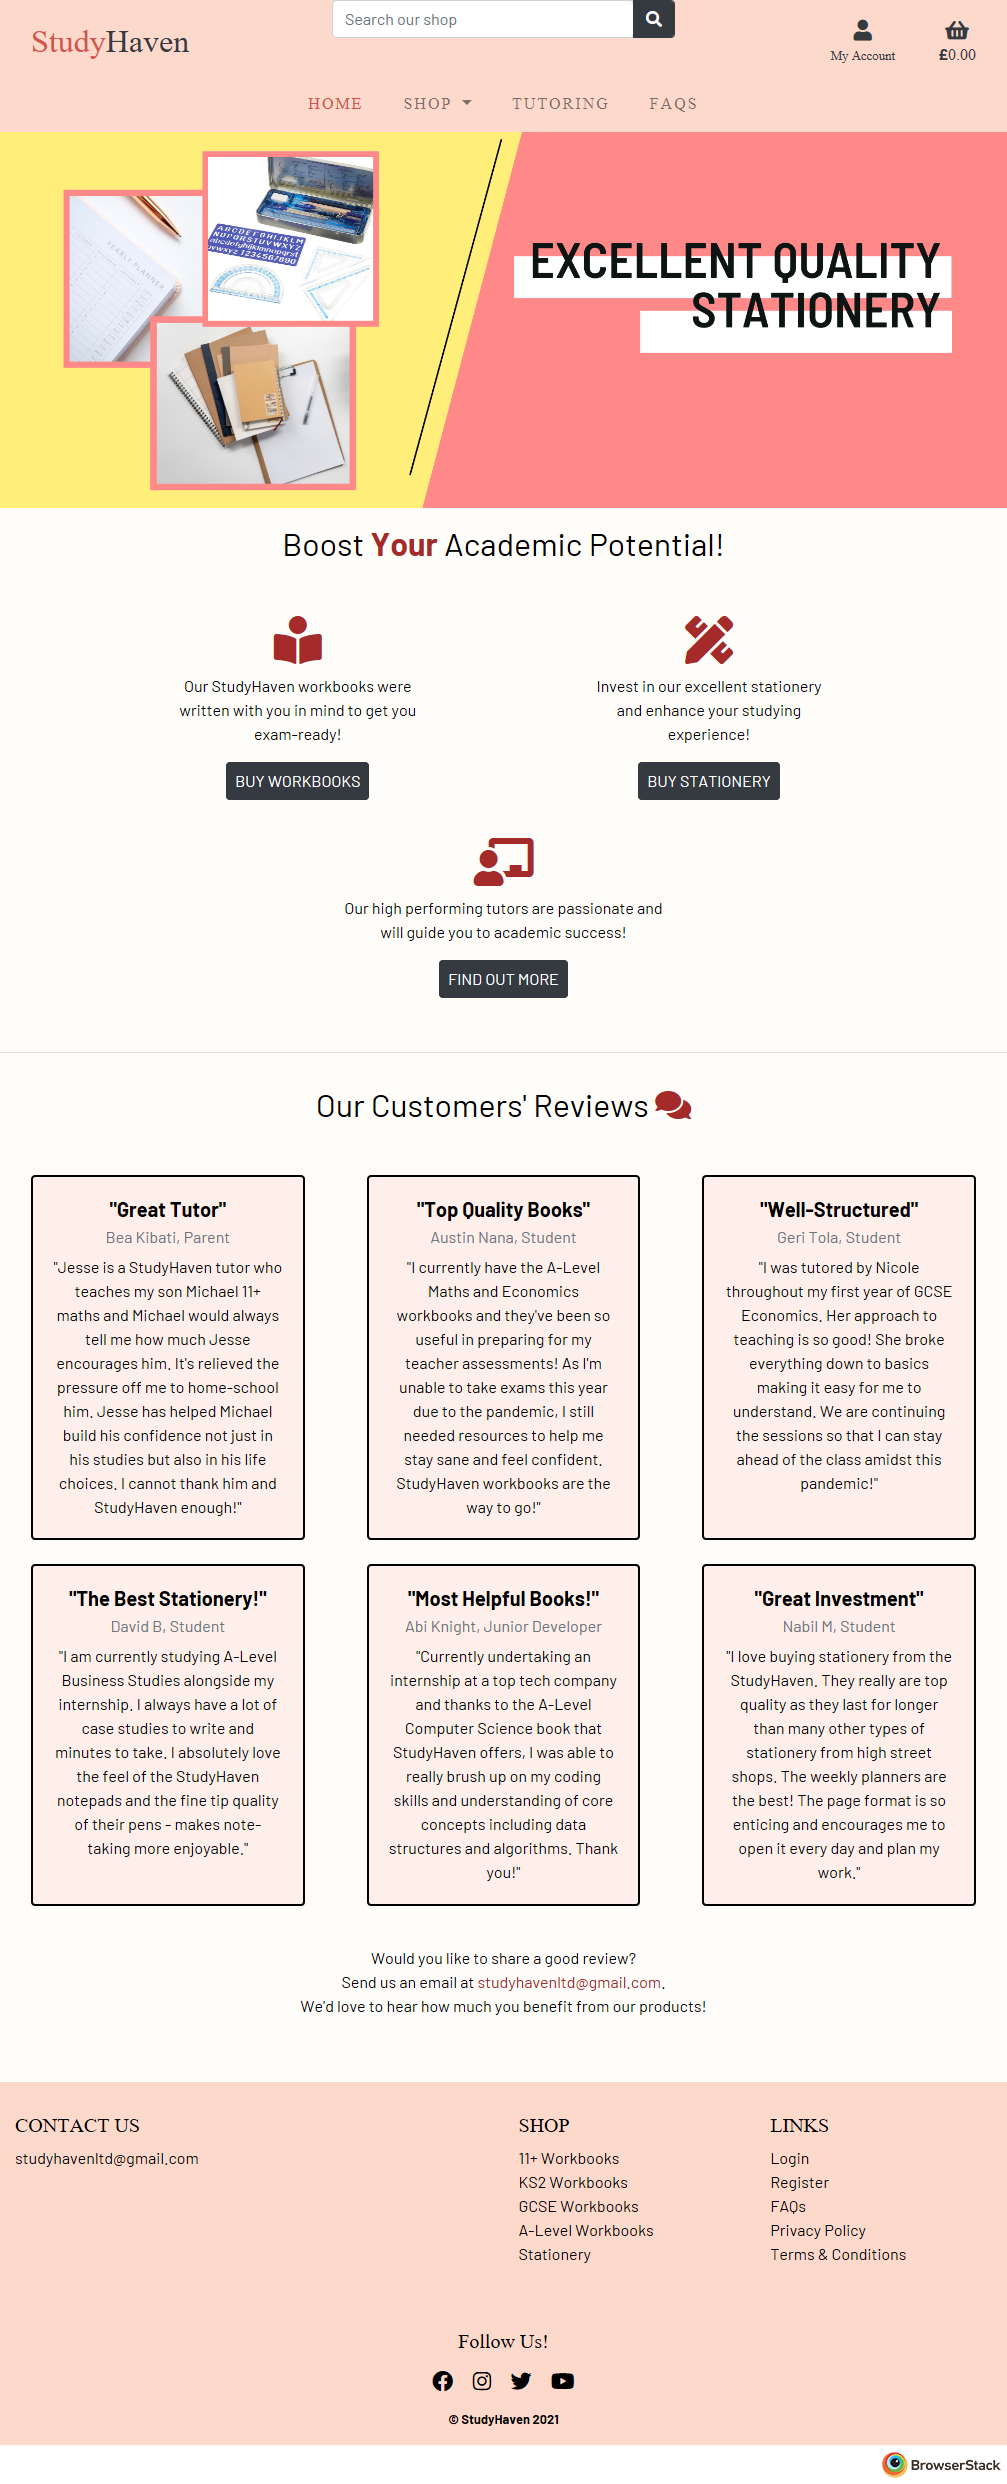 StudyHaven
Search our shop
My Account
£0.00
HOME
SHOP
TUTORING
FAQS
YEARLY PLANNER
EXCELLENT QUALITY
STATIONERY
Boost Your Academic Potential!
Our StudyHaven workbooks were
written with you in mind to get you
exam-ready!
BUY WORKBOOKS
Invest in our excellent stationery
and enhance your studying
experience!
BUY STATIONERY
Our high performing tutors are passionate and
will guide you to academic success!
FIND OUT MORE
Our Customers' Reviews
"Great Tutor"
Bea Kibati, Parent
"Jesse is a StudyHaven tutor who
teaches my son Michael 11+
maths and Michael would always
tell me how much Jesse
encourages him. It's relieved the
pressure off me to home-school
him. Jesse has helped Michael
build his confidence not just in
his studies but also in his life
choices. I cannot thank him and
StudyHaven enough!"
"Top Quality Books"
Austin Nana, Student
"I currently have the A-Level
Maths and Economics
workbooks and they've been so
useful in preparing for my
teacher assessments! As I'm
unable to take exams this year
due to the pandemic, I still
needed resources to help me
stay sane and feel confident.
StudyHaven workbooks are the
way to go!"
"Well-Structured"
Geri Tola, Student
"I was tutored by Nicole
throughout my first year of GCSE
Economics. Her approach to
teaching is so good! She broke
everything down to basics
making it easy for me to
understand. We are continuing
the sessions so that I can stay
ahead of the class amidst this
pandemic!"
"The Best Stationery!"
David B, Student
"I am currently studying A-Level
Business Studies alongside my
internship. I always have a lot of
case studies to write and
minutes to take. I absolutely love
the feel of the StudyHaven
notepads and the fine tip quality
of their pens - makes note-
taking more enjoyable."
"Most Helpful Books!"
Abi Knight, Junior Developer
"Currently undertaking an
internship at a top tech company
and thanks to the A-Level
Computer Science book that
StudyHaven offers, I was able to
really brush up on my coding
skills and understanding of core
concepts including data
structures and algorithms. Thank
you!"
"Great Investment"
Nabil M, Student
"I love buying stationery from the
StudyHaven. They really are top
quality as they last for longer
than many other types of
stationery from high street
shops. The weekly planners are
the best! The page format is so
enticing and encourages me to
open it every day and plan my
work."
Would you like to share a good review?
Send us an email at studyhavenltd@gmail.com.
We'd love to hear how much you benefit from our products!
CONTACT US
studyhavenltd@gmail.com
SHOP
11+ Workbooks
KS2 Workbooks
GCSE Workbooks
A-Level Workbooks
Stationery
LINKS
Login
Register
FAQs
Privacy Policy
Terms & Conditions
Follow Us!
© StudyHaven 2021
BrowserStack